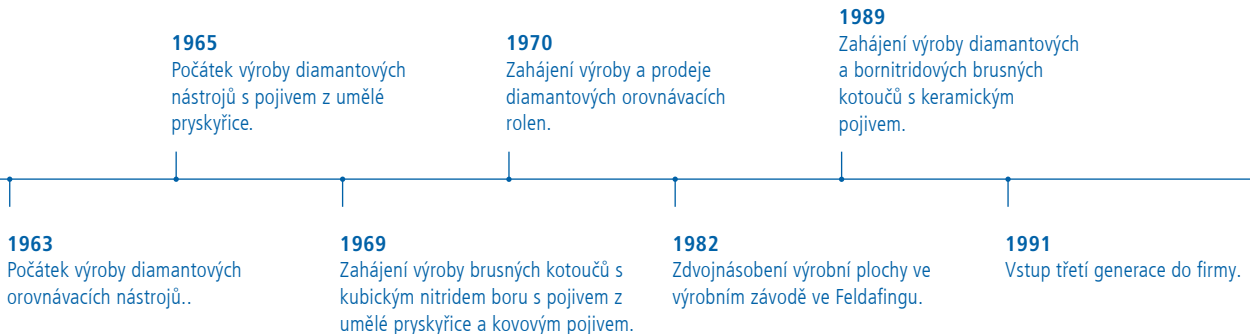 1989
Zahájení výroby diamantových
a bornitridových brusných
kotoučů s keramickým
pojivem.
1965
Počátek výroby diamantových
nástrojů s pojivem z umělé
pryskyřice.
1970
Zahájení výroby a prodeje
diamantových orovnávacích
rolen.
1963
Počátek výroby diamantových
orovnávacích nástrojů..
1969
Zahájení výroby brusných kotoučů s
kubickým nitridem boru s pojivem z
umělé pryskyřice a kovovým pojivem.
1982
Zdvojnásobení výrobní plochy ve
výrobním závodě ve Feldafingu.
1991
Vstup třetí generace do firmy.